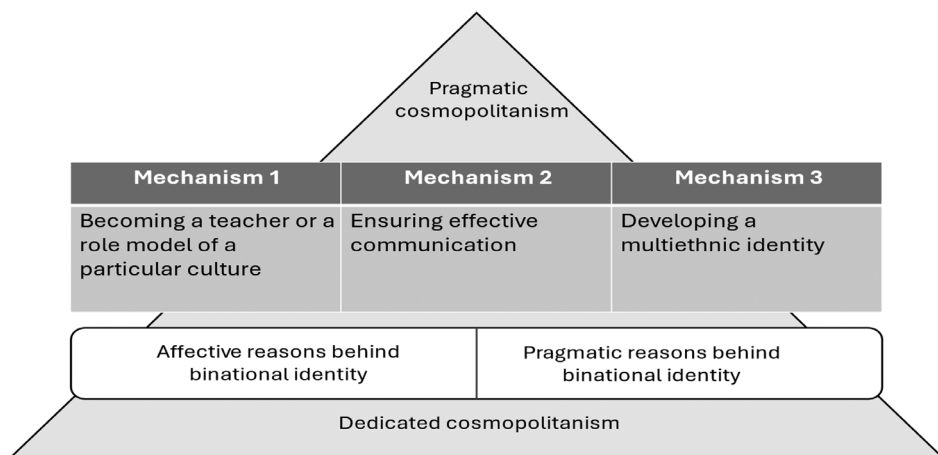 Pragmatic
cosmopolitanism
Mechanism 1
Mechanism 2
Mechanism 3
Becoming a teacher or a
role model of a
particular culture
Ensuring effective
communication
Developing a
multiethnic identity
Affective reasons behind
binational identity
Pragmatic reasons behind
binational identity
Dedicated cosmopolitanism